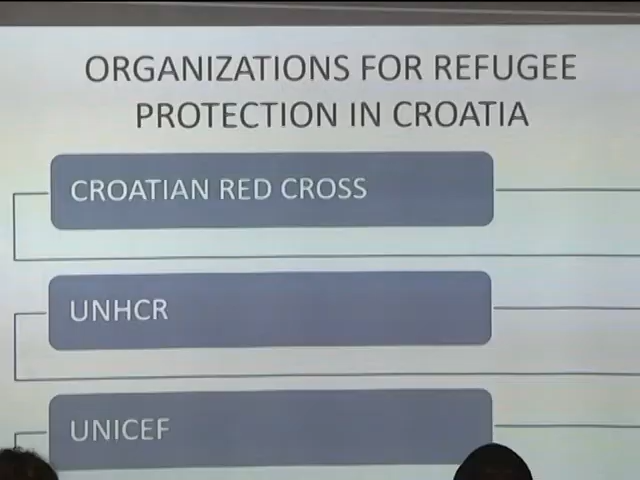 ORGANIZATIONS FOR REFUGEE
PROTECTION IN CROATIA
CROATIAN RED CROSS
UNHCR
UNICEF